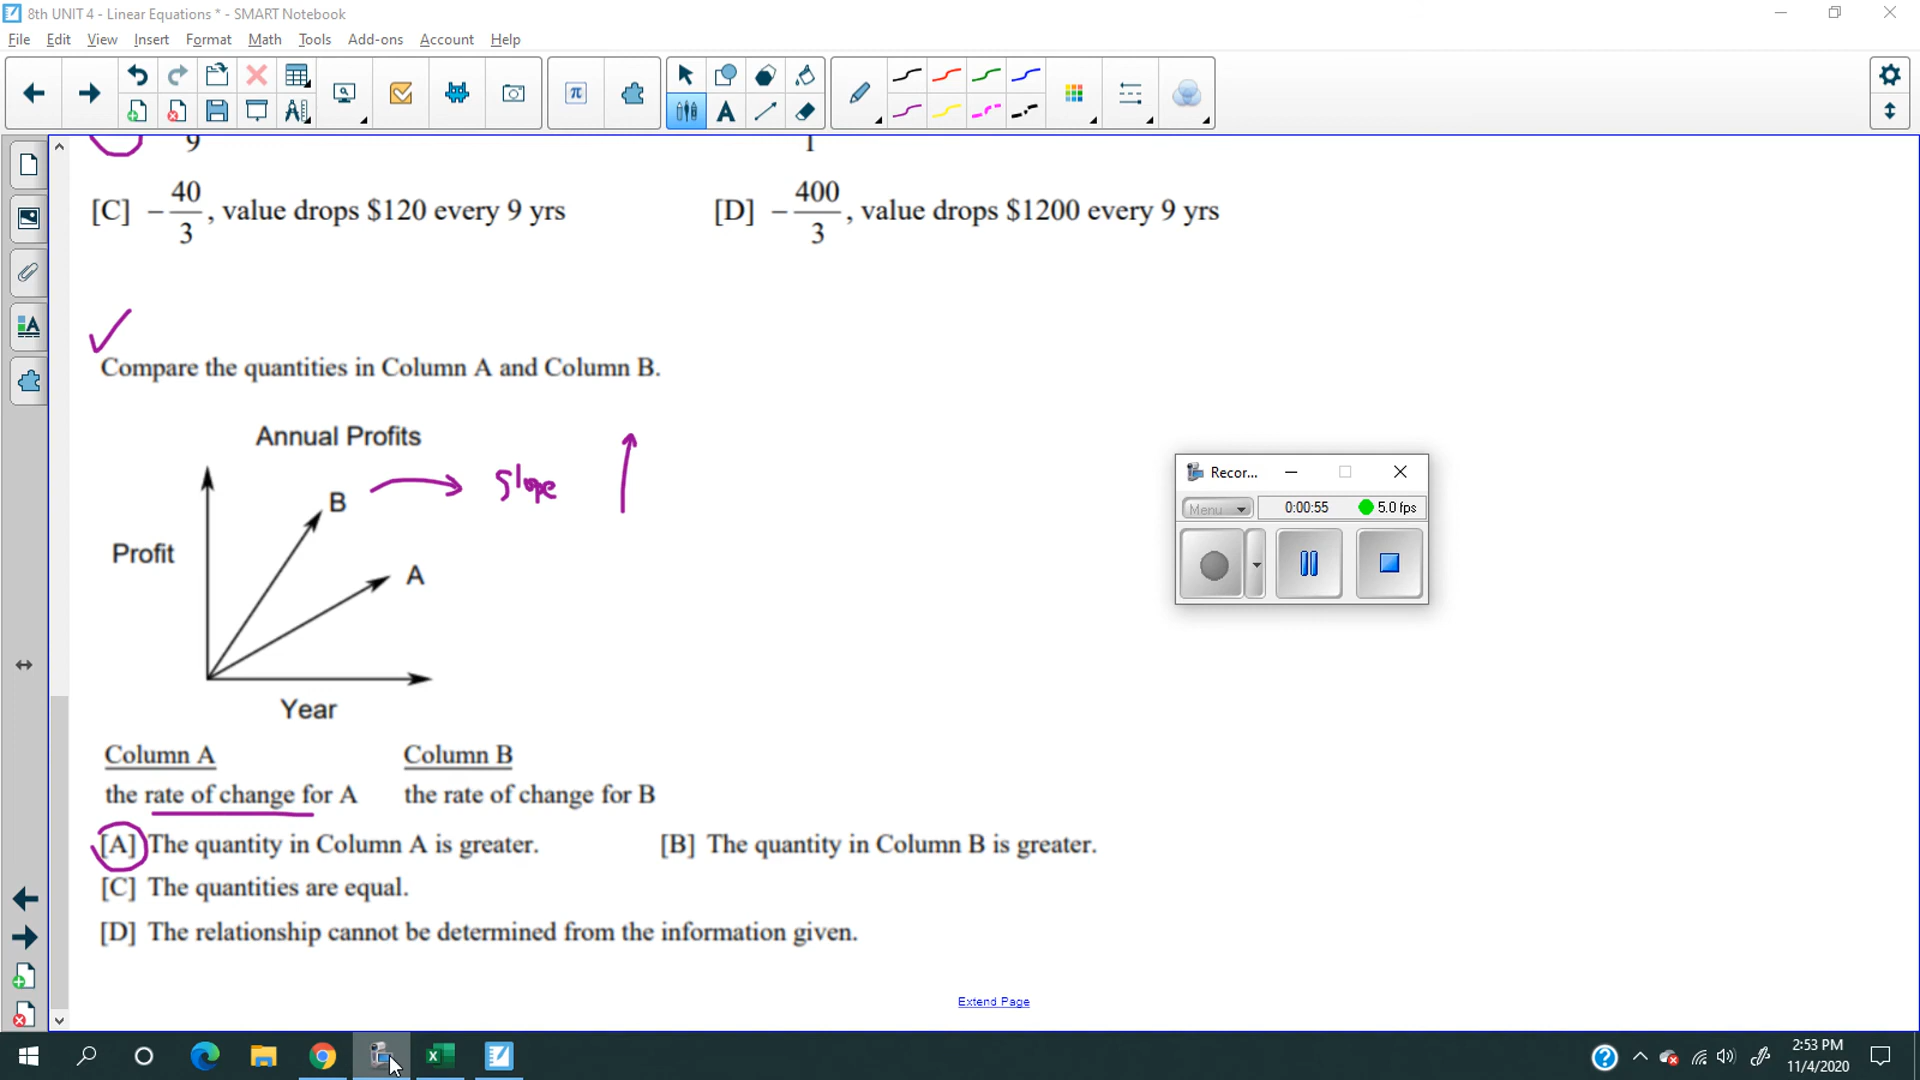 8th UNIT 4 - Linear Equations * - SMART Notebook
File Edit View Insert Format Math Tools Add-ons Account Help
9
1
[C] −40/3, value drops $120 every 9 yrs
[D] −400/3, value drops $1200 every 9 yrs
Compare the quantities in Column A and Column B.
Annual Profits
B
slope
Profit
A
Year
Recor...
Menu
0:00:55
5.0 fps
Column A
Column B
the rate of change for A
the rate of change for B
[A] The quantity in Column A is greater.
[B] The quantity in Column B is greater.
[C] The quantities are equal.
[D] The relationship cannot be determined from the information given.
Extend Page
2:53 PM
11/4/2020